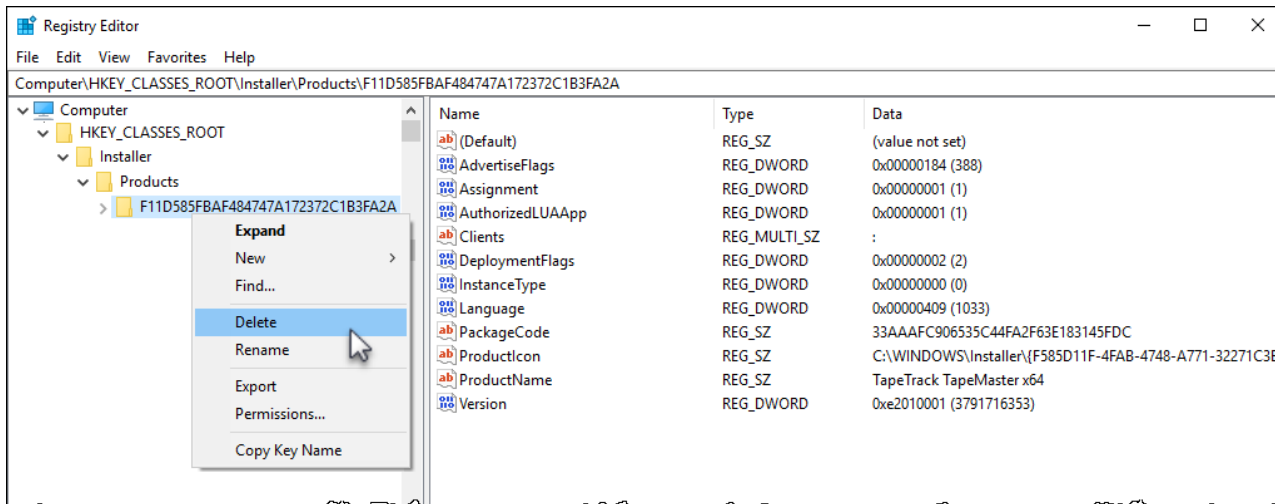 Registry Editor
File Edit View Favorites Help
Computer\HKEY_CLASSES_ROOT\Installer\Products\F11D585FBAF484747A172372C1B3FA2A
Computer
HKEY_CLASSES_ROOT
Installer
Products
F11D585FBAF484747A172372C1B3FA2A
Expand
New
Find...
Delete
Rename
Export
Permissions...
Copy Key Name
Name Type Data
(Default) REG_SZ (value not set)
AdvertiseFlags REG_DWORD 0x00000184 (388)
Assignment REG_DWORD 0x00000001 (1)
AuthorizedLUAApp REG_DWORD 0x00000001 (1)
Clients REG_MULTI_SZ :
DeploymentFlags REG_DWORD 0x00000002 (2)
InstanceType REG_DWORD 0x00000000 (0)
Language REG_DWORD 0x00000409 (1033)
PackageCode REG_SZ 33AAAFC906535C44FA2F63E183145FDC
ProductIcon REG_SZ C:\WINDOWS\Installer\{F585D11F-4FAB-4748-A771-32271C3
ProductName REG_SZ TapeTrack TapeMaster x64
Version REG_DWORD 0xe2010001 (3791716353)